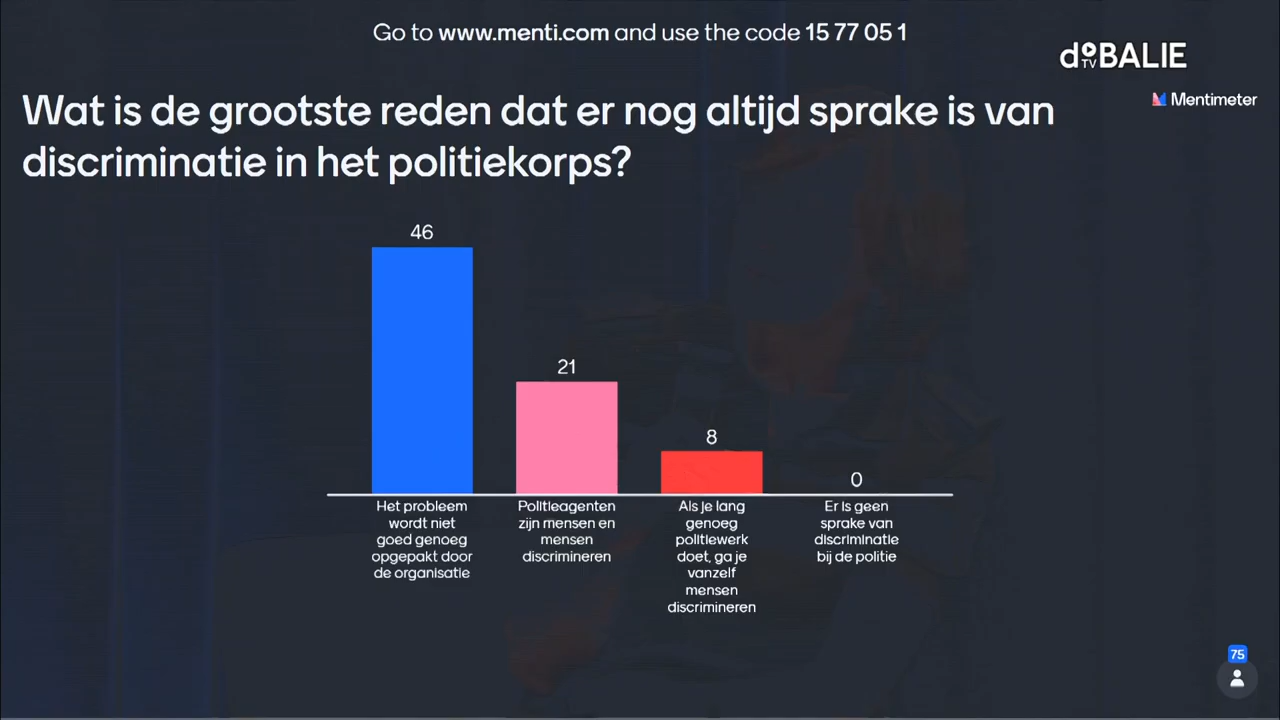 Go to www.menti.com and use the code 15 77 05 1
deBALIE
TV
Mentimeter
Wat is de grootste reden dat er nog altijd sprake is van
discriminatie in het politiekorps?
46
21
8
0
Het probleem
wordt niet
goed genoeg
opgepakt door
de organisatie
Politieagenten
zijn mensen en
mensen
discrimineren
Als je lang
genoeg
politiewerk
doet, ga je
vanzelf
mensen
discrimineren
Er is geen
sprake van
discriminatie
bij de politie
75